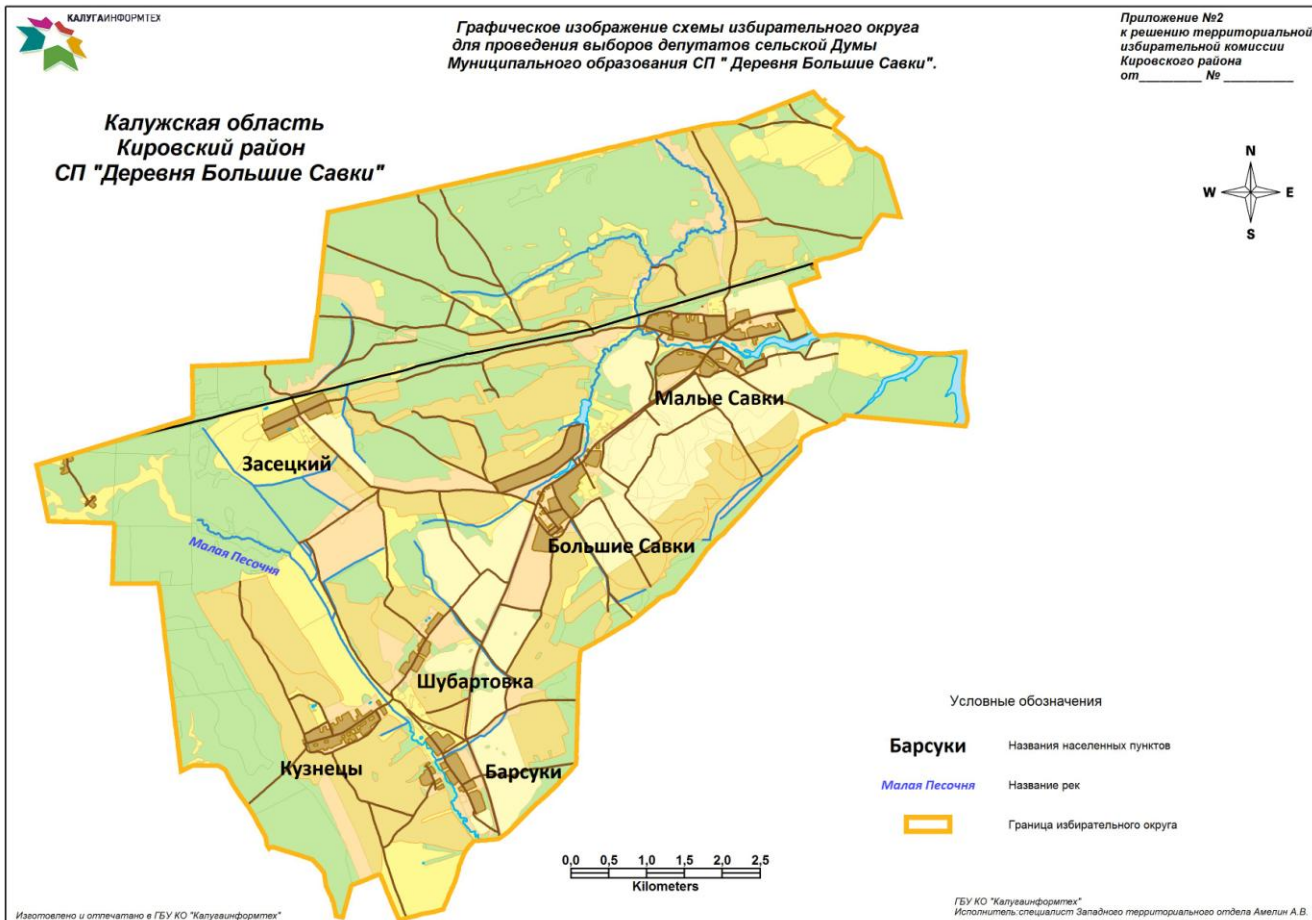 КАЛУГАИНФОРМТЕХ
Графическое изображение схемы избирательного округа
для проведения выборов депутатов сельской Думы
Муниципального образования СП " Деревня Большие Савки".
Приложение №2
к решению территориальной
избирательной комиссии
Кировского района
от_________ № __________
Калужская область
Кировский район
СП "Деревня Большие Савки"
N
W E
S
Малые Савки
Засецкий
Большие Савки
Малая Песочня
Шубартовка
Кузнецы
Барсуки
Условные обозначения
Барсуки Названия населенных пунктов
Малая Песочня Название рек
Граница избирательного округа
0,0 0,5 1,0 1,5 2,0 2,5
Kilometers
Изготовлено и отпечатано в ГБУ КО "Калугаинформтех"
ГБУ КО "Калугаинформтех"
Исполнитель:специалист Западного территориального отдела Амелин А.В.